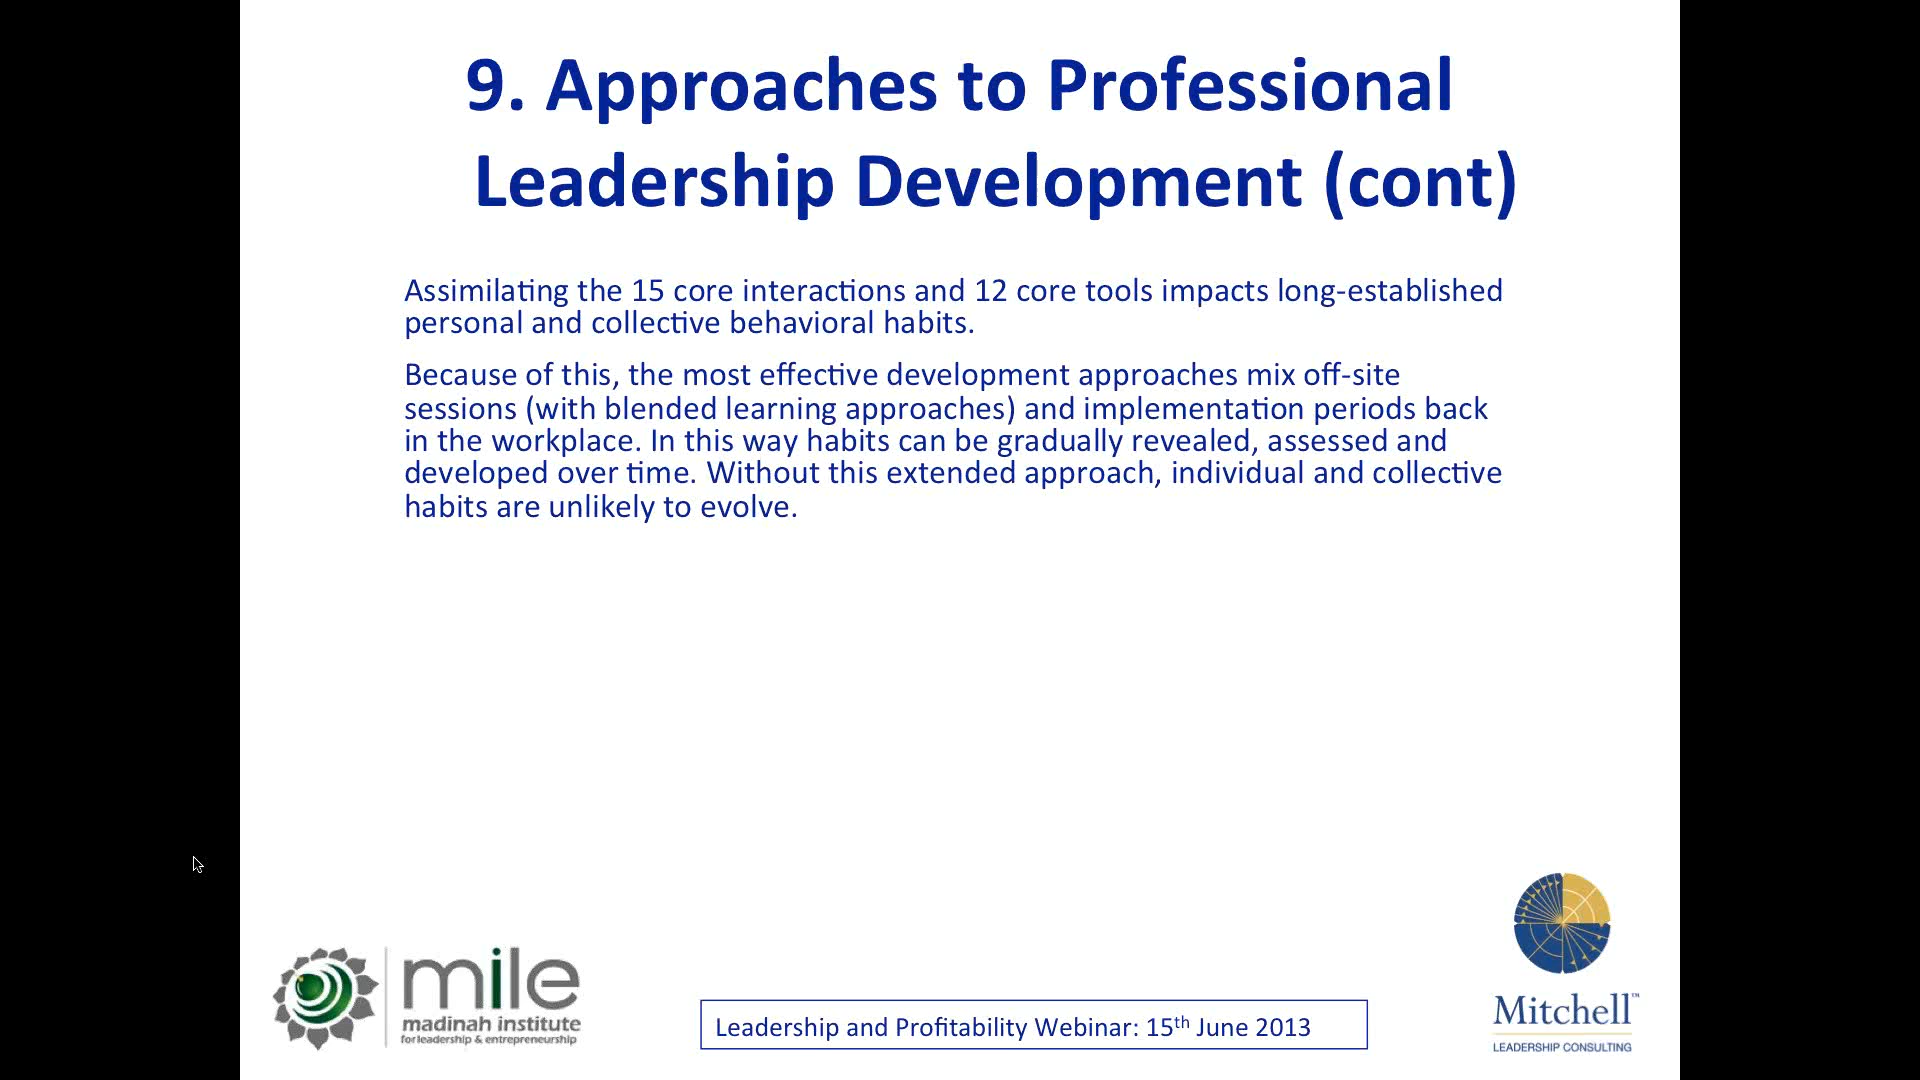 9. Approaches to Professional
Leadership Development (cont)
Assimilating the 15 core interactions and 12 core tools impacts long-established
personal and collective behavioral habits.
Because of this, the most effective development approaches mix off-site
sessions (with blended learning approaches) and implementation periods back
in the workplace. In this way habits can be gradually revealed, assessed and
developed over time. Without this extended approach, individual and collective
habits are unlikely to evolve.
mile
madinah institute
for leadership & entrepreneurship
Leadership and Profitability Webinar: 15th June 2013
Mitchell™
LEADERSHIP CONSULTING